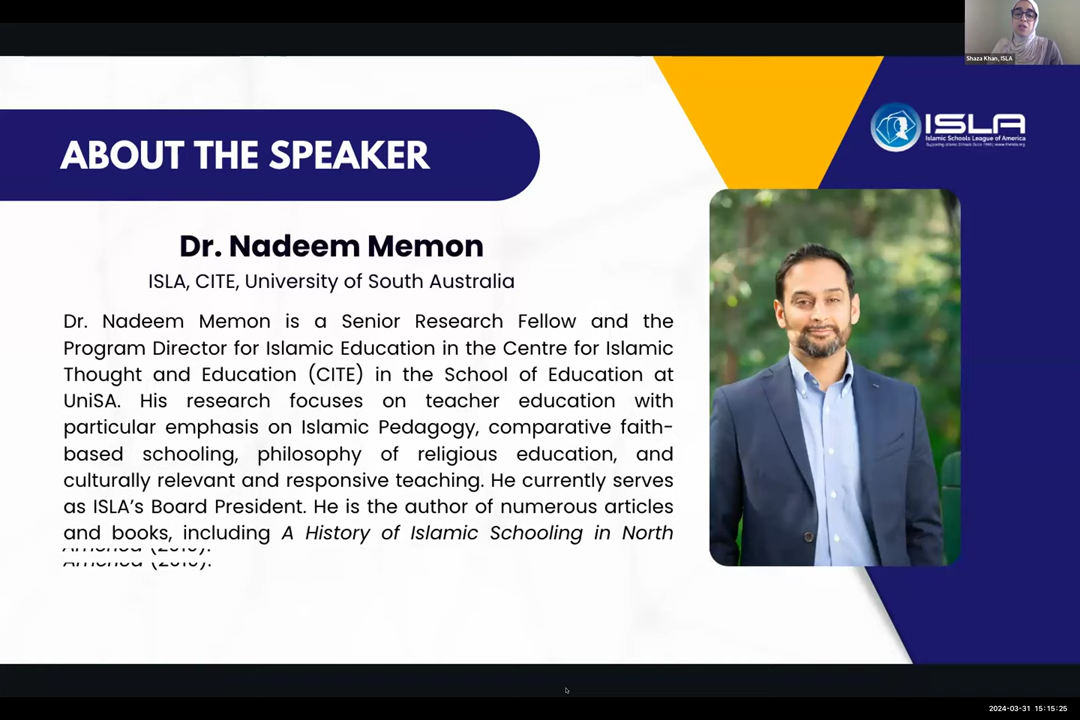 Shaza Khan, ISLA
ABOUT THE SPEAKER
ISLA
Islamic Schools League of America
Dr. Nadeem Memon
ISLA, CITE, University of South Australia
Dr. Nadeem Memon is a Senior Research Fellow and the
Program Director for Islamic Education in the Centre for Islamic
Thought and Education (CITE) in the School of Education at
UniSA. His research focuses on teacher education with
particular emphasis on Islamic Pedagogy, comparative faith-
based schooling, philosophy of religious education, and
culturally relevant and responsive teaching. He currently serves
as ISLA’s Board President. He is the author of numerous articles
and books, including A History of Islamic Schooling in North
2024-03-31 15:15:25